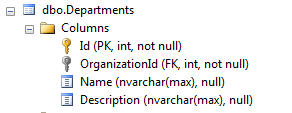 dbo.Departments
Columns
Id (PK, int, not null)
OrganizationId (FK, int, not null)
Name (nvarchar(max), null)
Description (nvarchar(max), null)